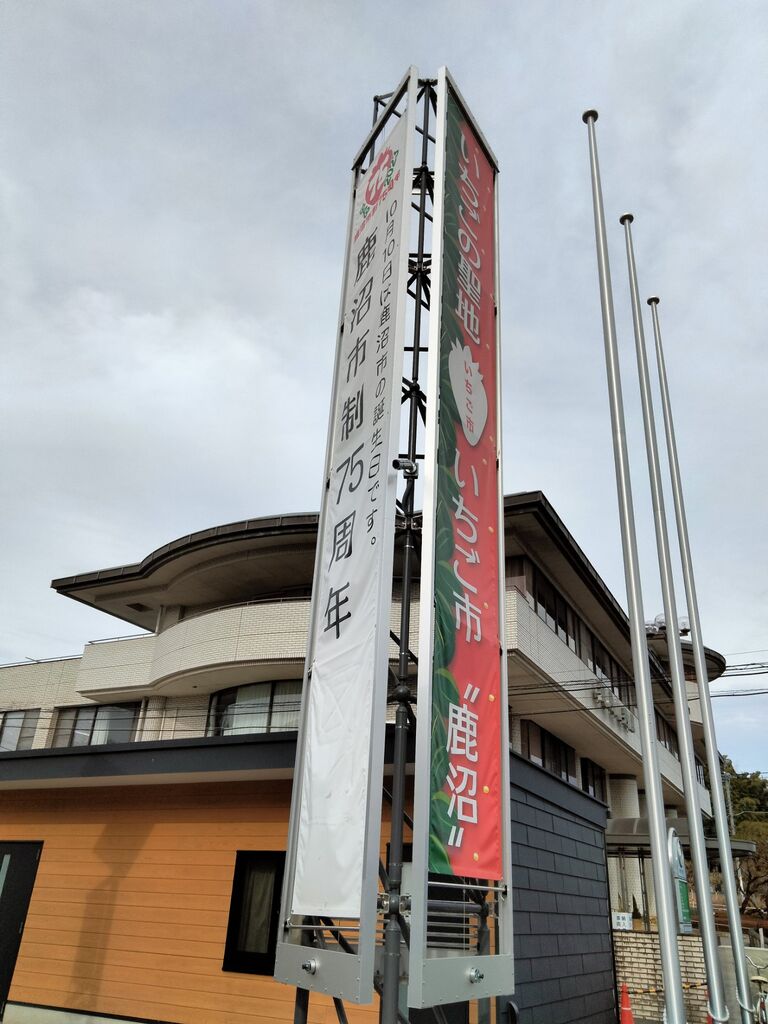 10月10日は鹿沼市の誕生日です。
鹿沼市制75周年
いちごの聖地
いちご市
いちご市
"鹿沼"